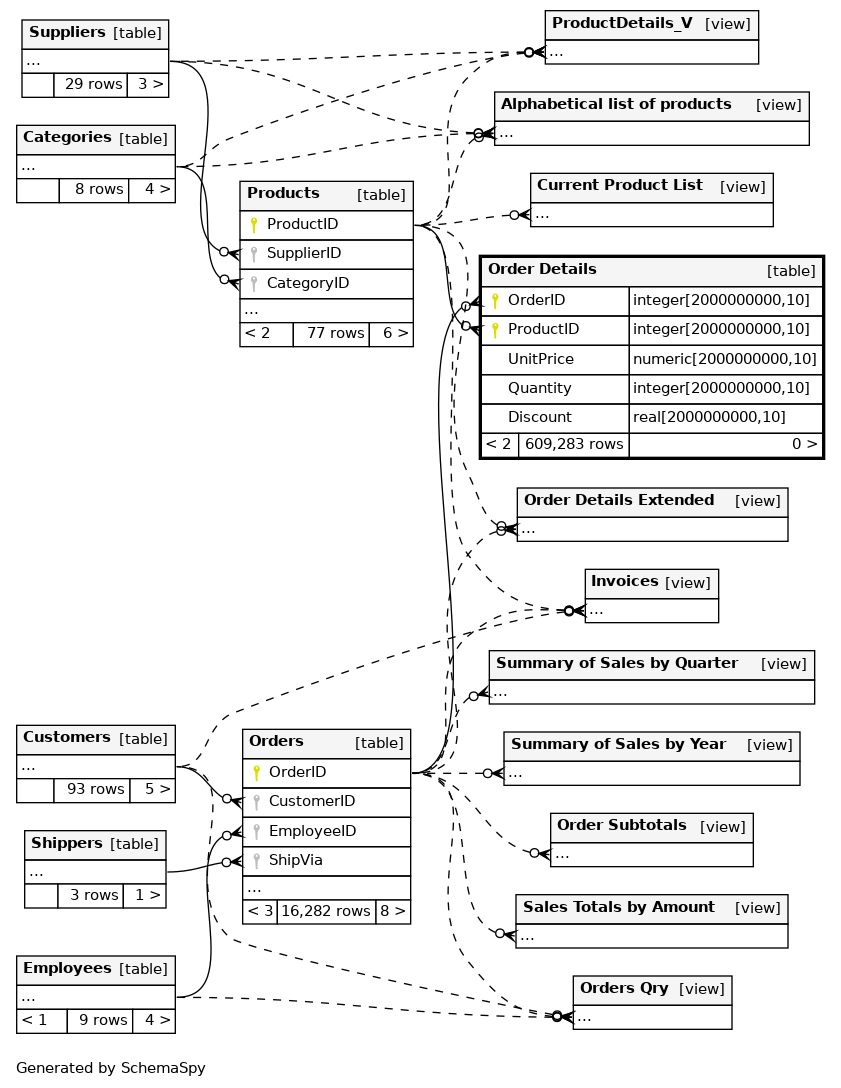 Suppliers [table]
...
29 rows 3 >
Categories [table]
...
8 rows 4 >
Products [table]
ProductID
SupplierID
CategoryID
...
< 2 77 rows 6 >
ProductDetails_V [view]
...
Alphabetical list of products [view]
...
Current Product List [view]
...
Order Details [table]
OrderID integer[2000000000,10]
ProductID integer[2000000000,10]
UnitPrice numeric[2000000000,10]
Quantity integer[2000000000,10]
Discount real[2000000000,10]
< 2 609,283 rows 0 >
Order Details Extended [view]
...
Invoices [view]
...
Summary of Sales by Quarter [view]
...
Summary of Sales by Year [view]
...
Order Subtotals [view]
...
Sales Totals by Amount [view]
...
Orders Qry [view]
...
Customers [table]
...
93 rows 5 >
Shippers [table]
...
3 rows 1 >
Employees [table]
...
< 1 9 rows 4 >
Orders [table]
OrderID
CustomerID
EmployeeID
ShipVia
...
< 3 16,282 rows 8 >
Generated by SchemaSpy